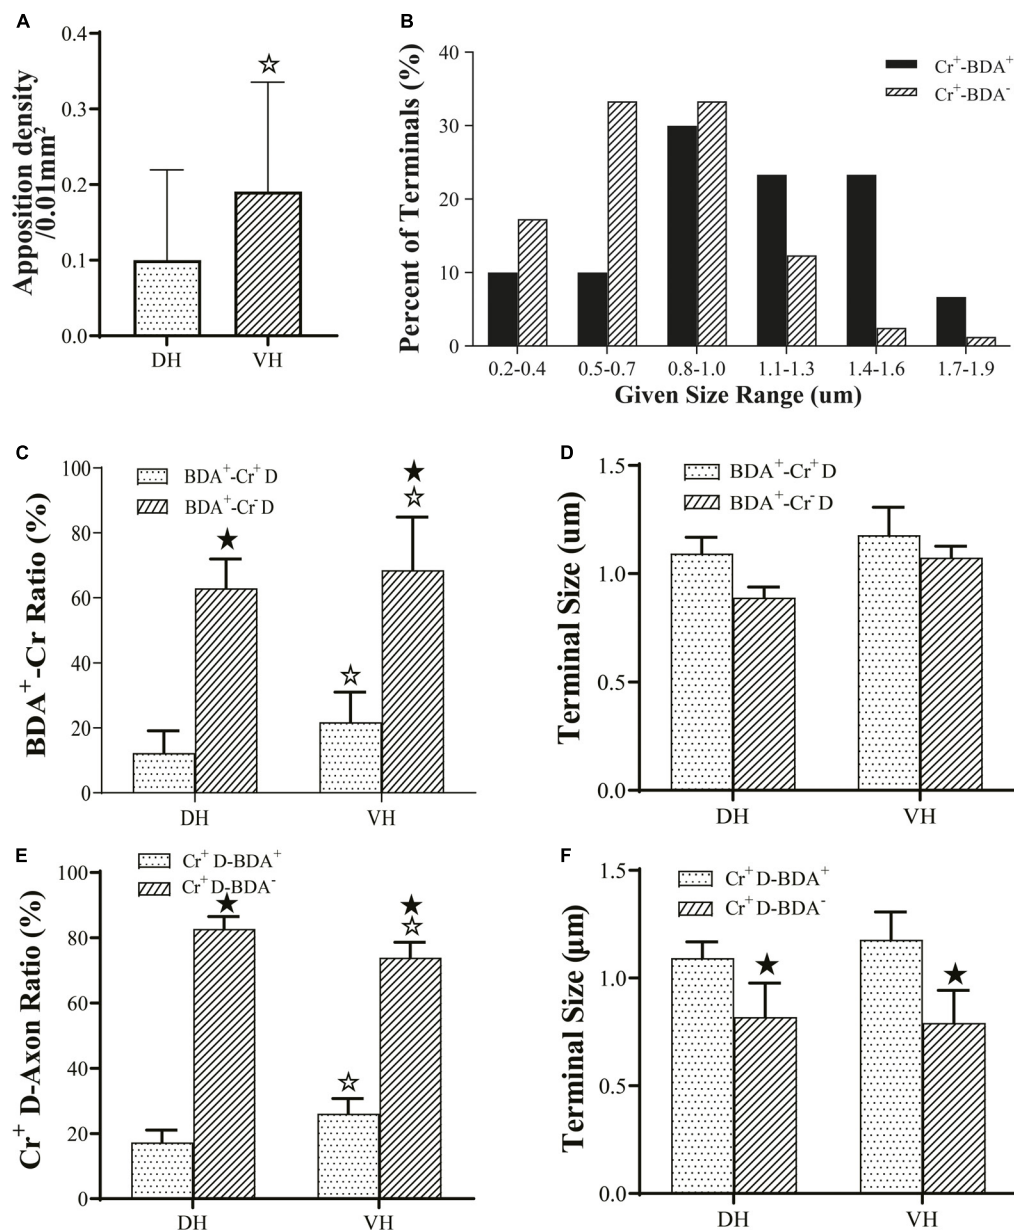 A
Apposition density
/0.01mm²
0.4
0.3
0.2
0.1
0.0
☆
DH VH
B
Percent of Terminals (%)
40
30
20
10
0
Cr⁺-BDA⁺
Cr⁺-BDA⁻
0.2-0.4 0.5-0.7 0.8-1.0 1.1-1.3 1.4-1.6 1.7-1.9
Given Size Range (um)
C
BDA⁺-Cr Ratio (%)
100
80
60
40
20
0
BDA⁺-Cr⁺ D
BDA⁺-Cr⁻ D
★
☆
★
☆
DH VH
D
Terminal Size (um)
1.5
1.0
0.5
0.0
BDA⁺-Cr⁺ D
BDA⁺-Cr⁻ D
DH VH
E
Cr⁺ D-Axon Ratio (%)
100
80
60
40
20
0
Cr⁺ D-BDA⁺
Cr⁺ D-BDA⁻
★
☆
★
☆
DH VH
F
Terminal Size (μm)
1.5
1.0
0.5
0.0
Cr⁺ D-BDA⁺
Cr⁺ D-BDA⁻
★
★
DH VH